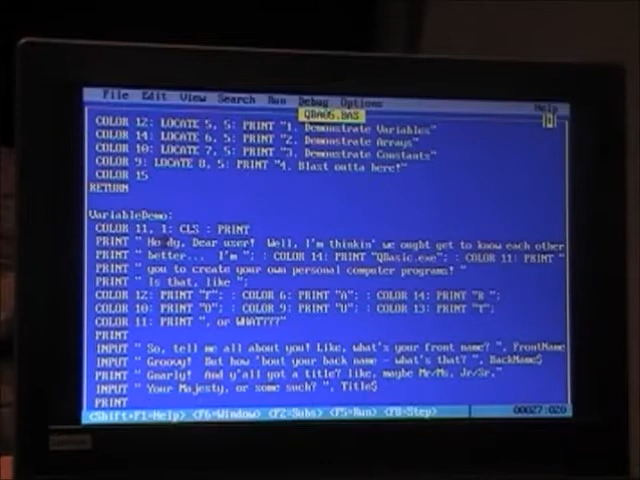 File Edit View Search Run Debug Options Help
QBA05.BAS
COLOR 12: LOCATE 5, 5: PRINT "1. Demonstrate Variables"
COLOR 14: LOCATE 6, 5: PRINT "2. Demonstrate Arrays"
COLOR 10: LOCATE 7, 5: PRINT "3. Demonstrate Constants"
COLOR 9: LOCATE 8, 5: PRINT "4. Blast outta here!"
COLOR 15
RETURN
VariableDemo:
COLOR 11, 1: CLS : PRINT
PRINT " Howdy, Dear user!  Well, I'm thinkin' we ought get to know each other
PRINT " better... I'm "; : COLOR 14: PRINT "QBasic.exe"; : COLOR 11: PRINT "
PRINT " you to create your own personal computer programs! "
PRINT " Is that, like ";
COLOR 12: PRINT "F"; : COLOR 6: PRINT "A"; : COLOR 14: PRINT "R ";
COLOR 10: PRINT "O"; : COLOR 9: PRINT "U"; : COLOR 13: PRINT "T";
COLOR 11: PRINT ", or WHAT???"
PRINT
INPUT " So, tell me all about you! Like, what's your front name? ", FrontName
INPUT " Groovy!  But how 'bout your back name - what's that? ", BackName$
PRINT " Gnarly!  And y'all got a title? like, maybe Mr/Ms, Jr/Sr,"
INPUT " Your Majesty, or some such? ", Title$
PRINT
<Shift+F1=Help> <F6=Window> <F2=Subs> <F5=Run> <F8=Step> 00027:020